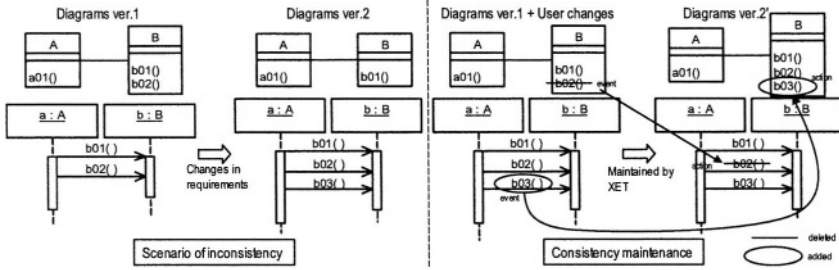 Diagrams ver.1
A
a01()
B
b01()
b02()
a : A
b : B
b01( )
b02( )
Changes in
requirements
Diagrams ver.2
A
a01()
B
b01()
a : A
b : B
b01( )
b02( )
b03( )
Scenario of inconsistency
Diagrams ver.1 + User changes
A
a01()
B
b01()
b02()
event
a : A
b : B
b01( )
b02( )
b03( )
event
Maintained by
XET
Diagrams ver.2'
A
a01()
B
b01()
b02()
b03()
action
a : A
b : B
b01( )
action
b02( )
b03( )
Consistency maintenance
deleted
added